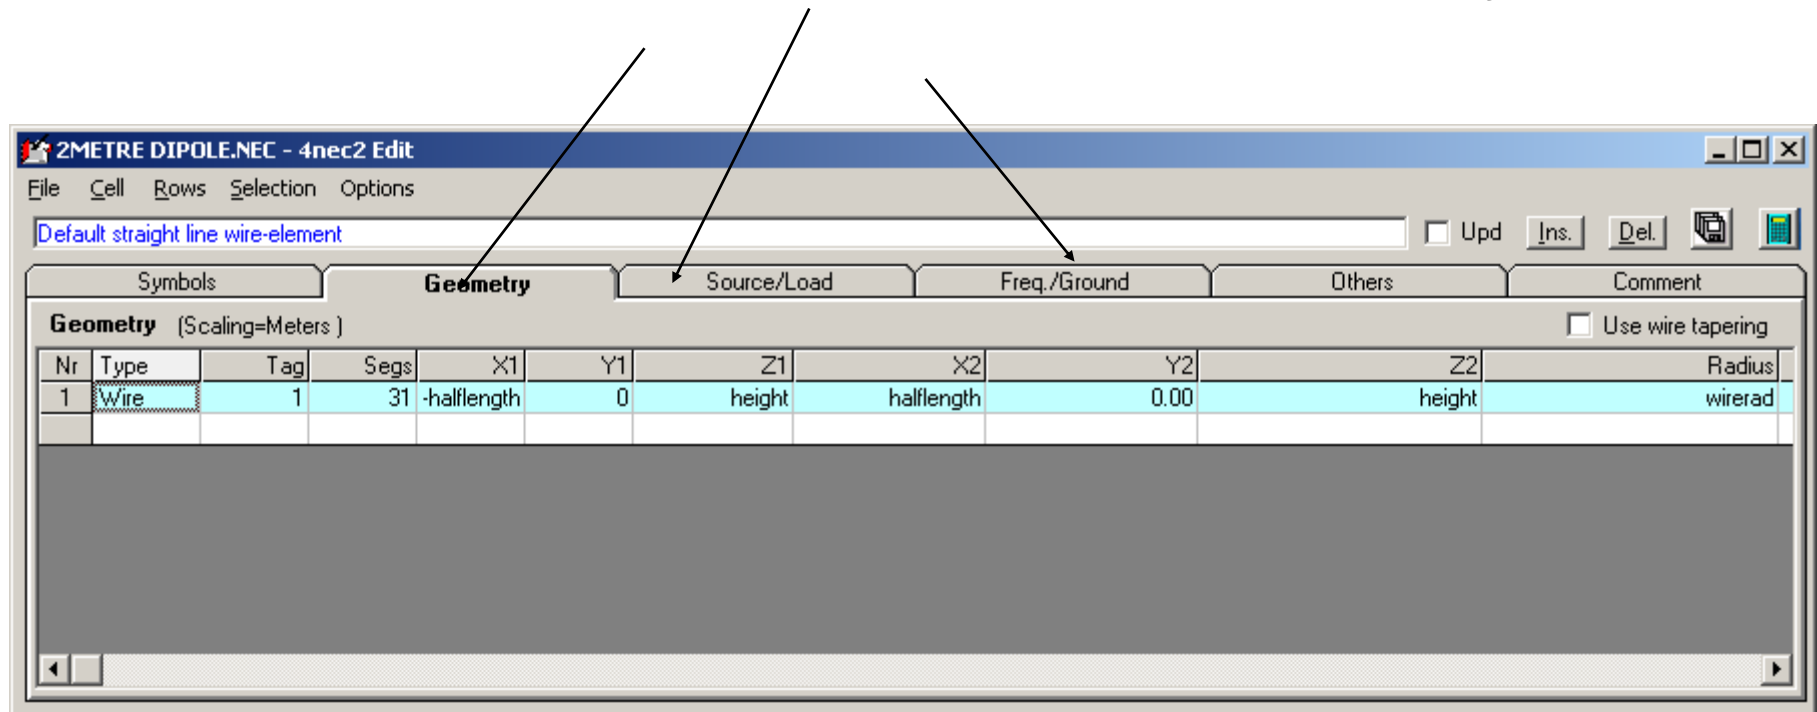 2METRE DIPOLE.NEC - 4nec2 Edit
File Cell Rows Selection Options
Default straight line wire-element Upd Ins. Del.
Symbols Geometry Source/Load Freq./Ground Others Comment
Geometry (Scaling=Meters ) Use wire tapering
Nr Type Tag Segs X1 Y1 Z1 X2 Y2 Z2 Radius
1 Wire 1 31 -halflength 0 height halflength 0.00 height wirerad